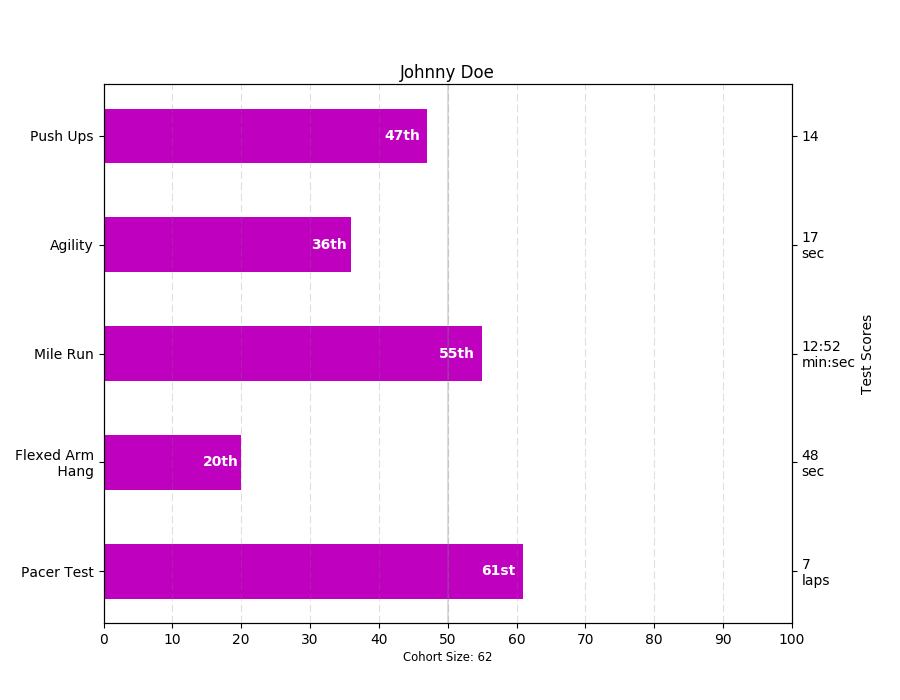 Johnny Doe
Push Ups
47th
14
Agility
36th
17
sec
Mile Run
55th
12:52
min:sec
Test Scores
Flexed Arm
Hang
20th
48
sec
Pacer Test
61st
7
laps
0 10 20 30 40 50 60 70 80 90 100
Cohort Size: 62